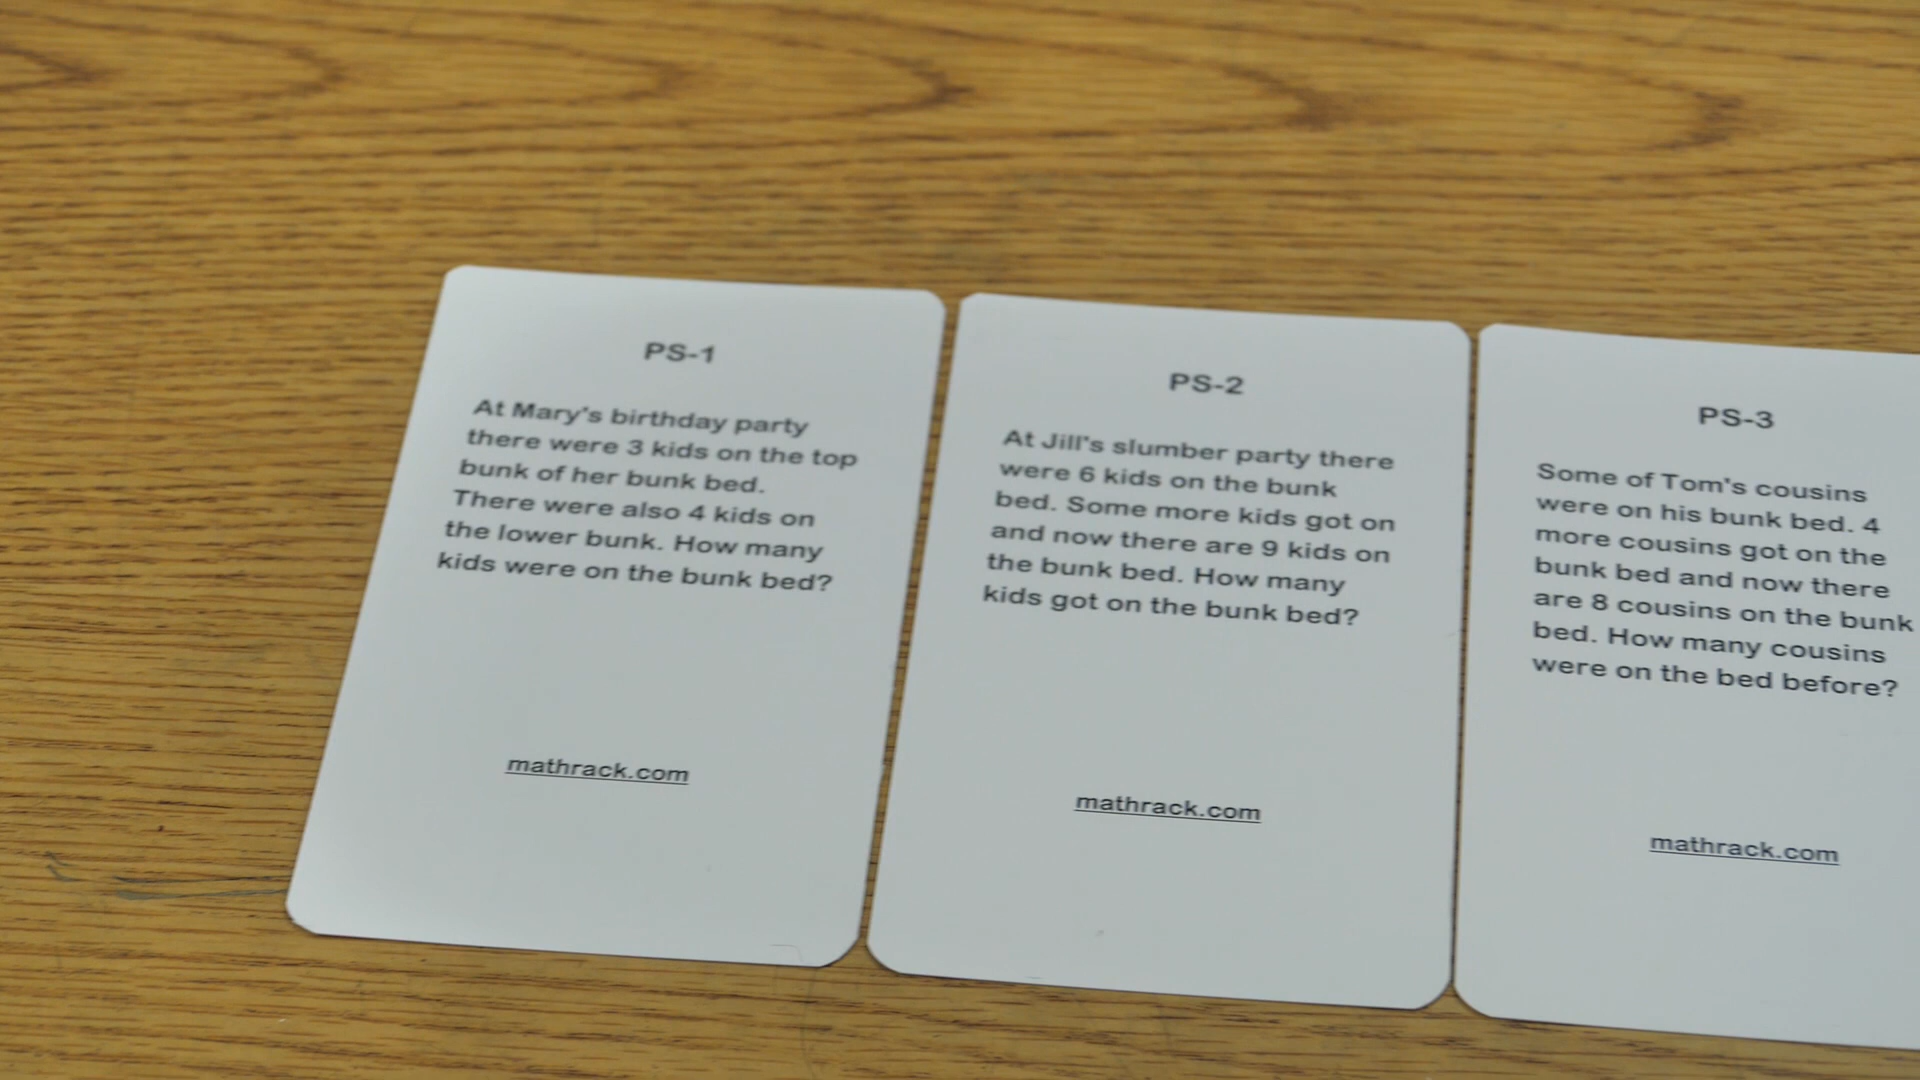 PS-1
At Mary's birthday party
there were 3 kids on the top
bunk of her bunk bed.
There were also 4 kids on
the lower bunk. How many
kids were on the bunk bed?
mathrack.com
PS-2
At Jill's slumber party there
were 6 kids on the bunk
bed. Some more kids got on
and now there are 9 kids on
the bunk bed. How many
kids got on the bunk bed?
mathrack.com
PS-3
Some of Tom's cousins
were on his bunk bed. 4
more cousins got on the
bunk bed and now there
are 8 cousins on the bunk
bed. How many cousins
were on the bed before?
mathrack.com